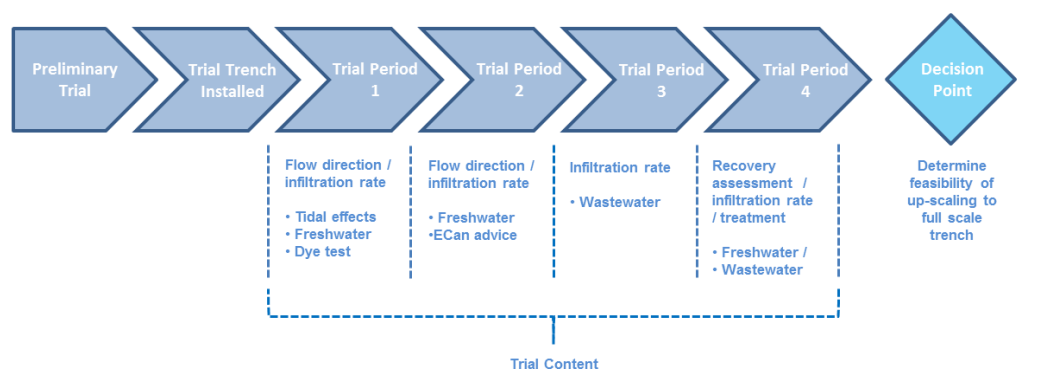 Preliminary
Trial
Trial Trench
Installed
Trial Period
1
Trial Period
2
Trial Period
3
Trial Period
4
Decision
Point
Flow direction /
infiltration rate
• Tidal effects
• Freshwater
• Dye test
Flow direction /
infiltration rate
• Freshwater
•ECan advice
Infiltration rate
• Wastewater
Recovery
assessment /
infiltration rate
/ treatment
• Freshwater /
• Wastewater
Determine
feasibility of
up-scaling to
full scale
trench
Trial Content